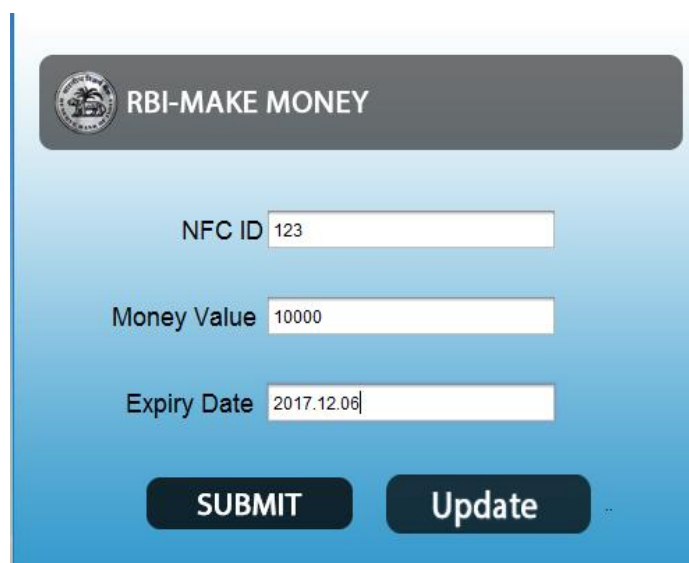 RBI-MAKE MONEY
NFC ID 123
Money Value 10000
Expiry Date 2017.12.06
SUBMIT Update ..